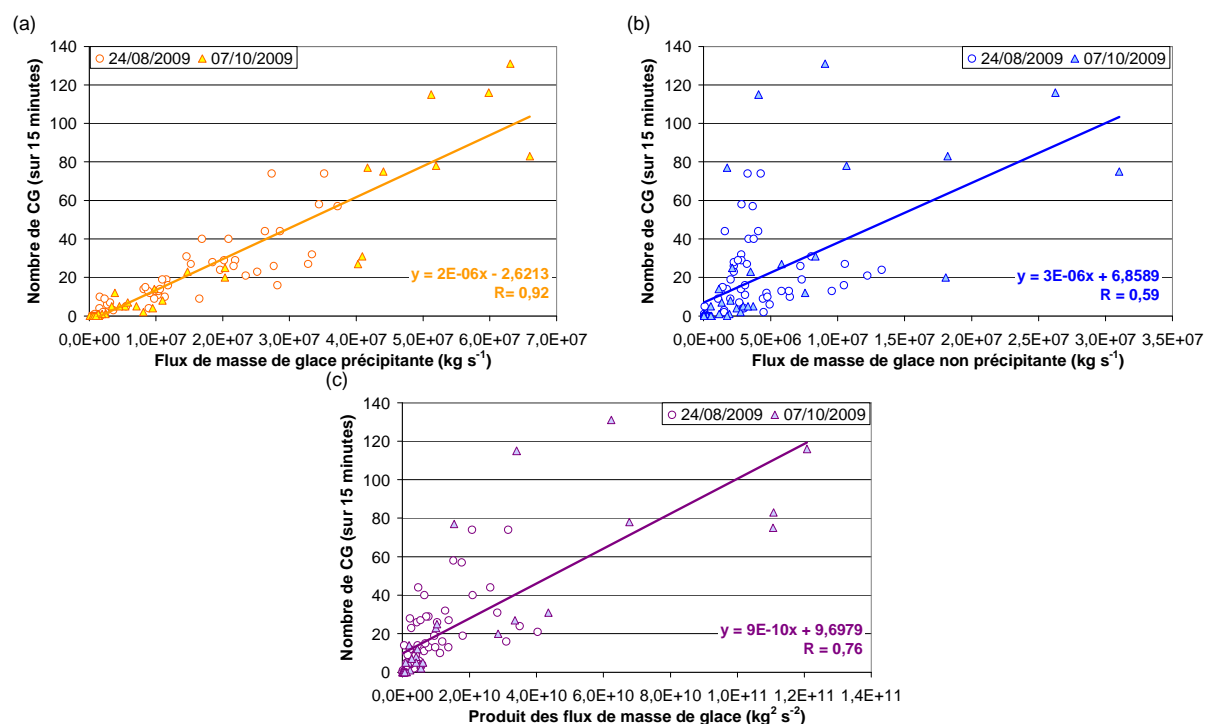 (a)
140
120
100
80
60
40
20
0
Nombre de CG (sur 15 minutes)
24/08/2009 07/10/2009
y = 2E-06x - 2,6213
R= 0,92
0,0E+00 1,0E+07 2,0E+07 3,0E+07 4,0E+07 5,0E+07 6,0E+07 7,0E+07
Flux de masse de glace précipitante (kg s-1)
(b)
140
120
100
80
60
40
20
0
Nombre de CG (sur 15 minutes)
24/08/2009 07/10/2009
y = 3E-06x + 6,8589
R = 0,59
0,0E+00 5,0E+06 1,0E+07 1,5E+07 2,0E+07 2,5E+07 3,0E+07 3,5E+07
Flux de masse de glace non précipitante (kg s-1)
(c)
140
120
100
80
60
40
20
0
Nombre de CG (sur 15 minutes)
24/08/2009 07/10/2009
y = 9E-10x + 9,6979
R = 0,76
0,0E+00 2,0E+10 4,0E+10 6,0E+10 8,0E+10 1,0E+11 1,2E+11 1,4E+11
Produit des flux de masse de glace (kg2 s-2)